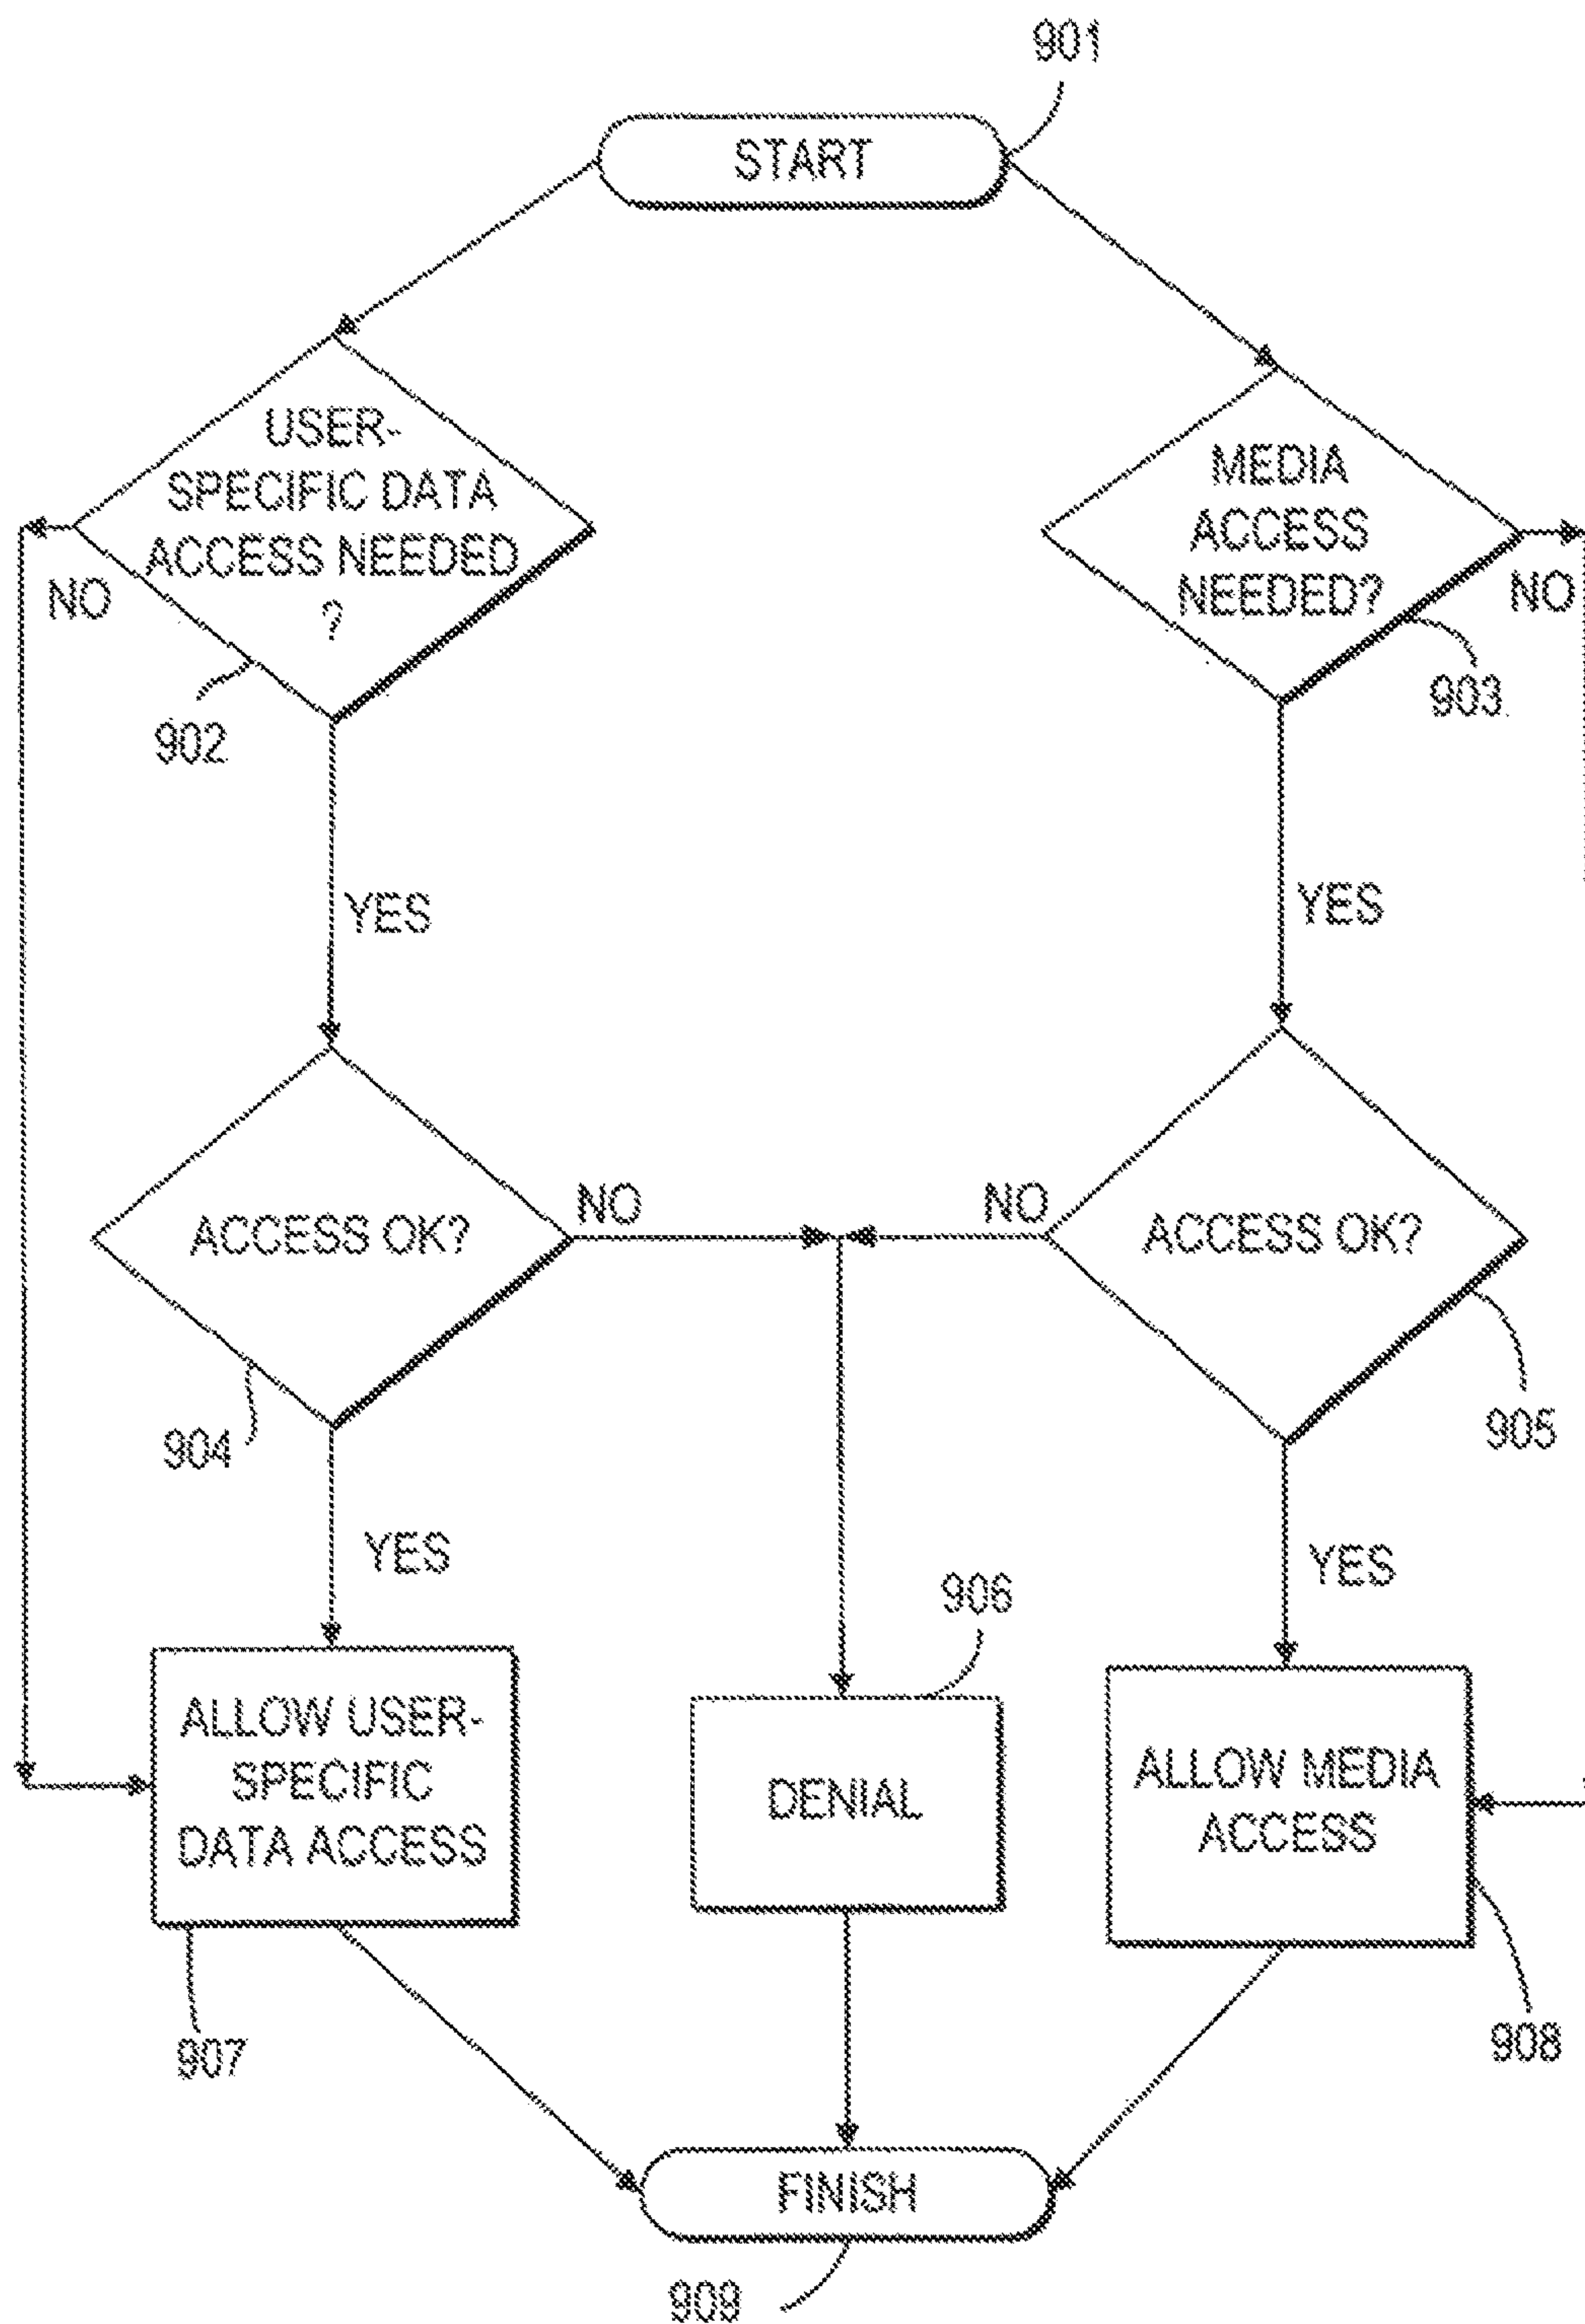 901
START
USER-
SPECIFIC DATA
ACCESS NEEDED
?
MEDIA
ACCESS
NEEDED?
NO
NO
902
903
YES
YES
ACCESS OK?
NO
NO
ACCESS OK?
904
905
YES
YES
906
ALLOW USER-
SPECIFIC
DATA ACCESS
DENIAL
ALLOW MEDIA
ACCESS
907
908
FINISH
909